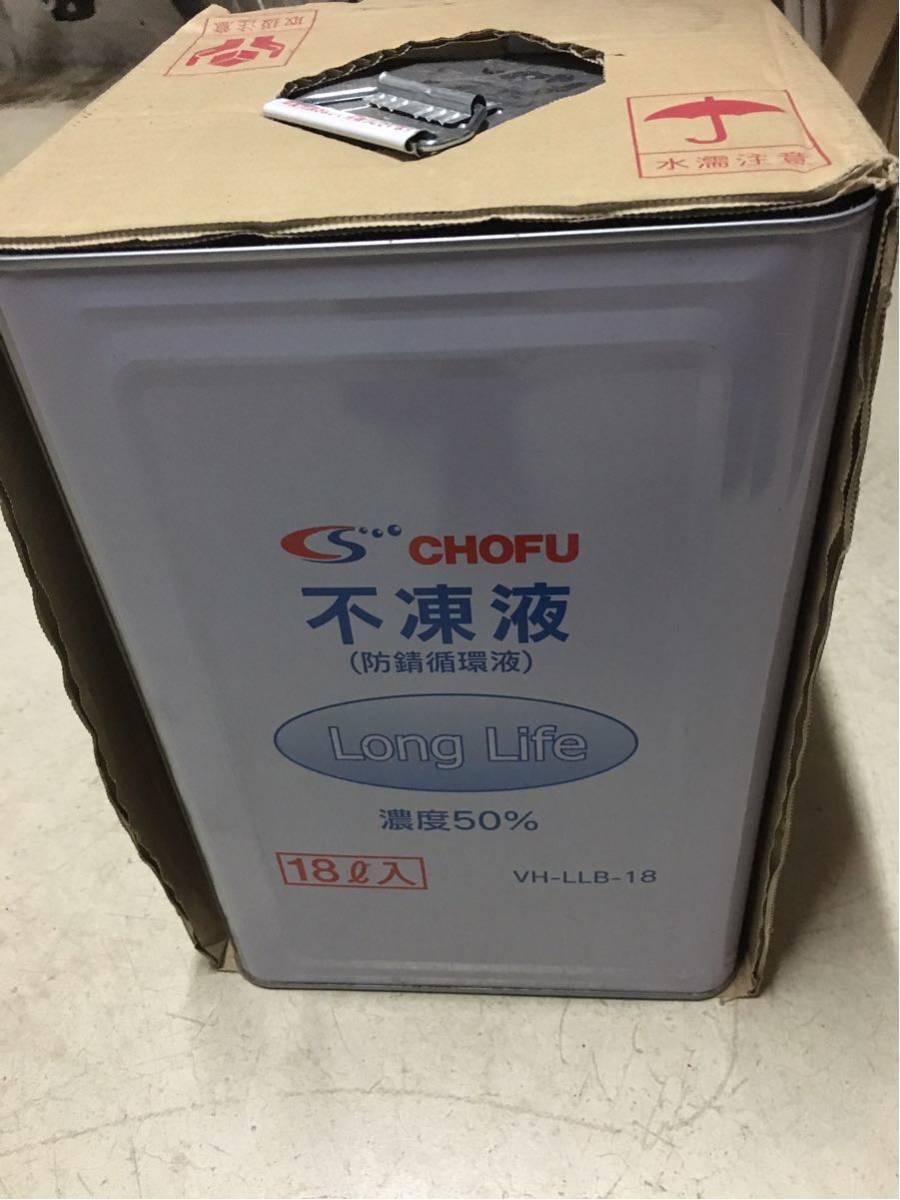 取扱注意
水濡注意
CHOFU
不凍液
(防錆循環液)
Long Life
濃度50%
18ℓ入
VH-LLB-18